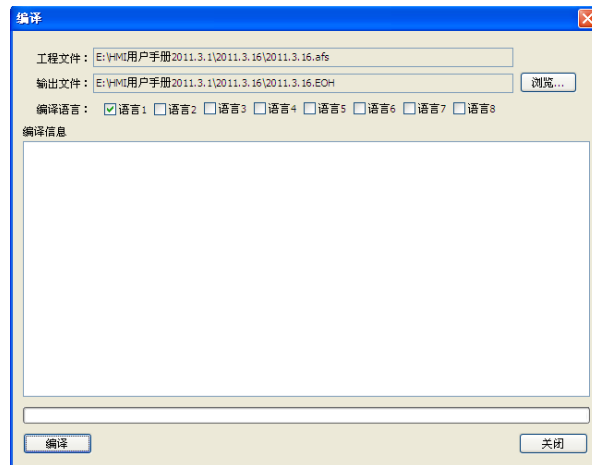 编译
工程文件：E:\HMI用户手册2011.3.1\2011.3.16\2011.3.16.afs
输出文件：E:\HMI用户手册2011.3.1\2011.3.16\2011.3.16.EOH 浏览...
编译语言： 语言1 语言2 语言3 语言4 语言5 语言6 语言7 语言8
编译信息
编译 关闭